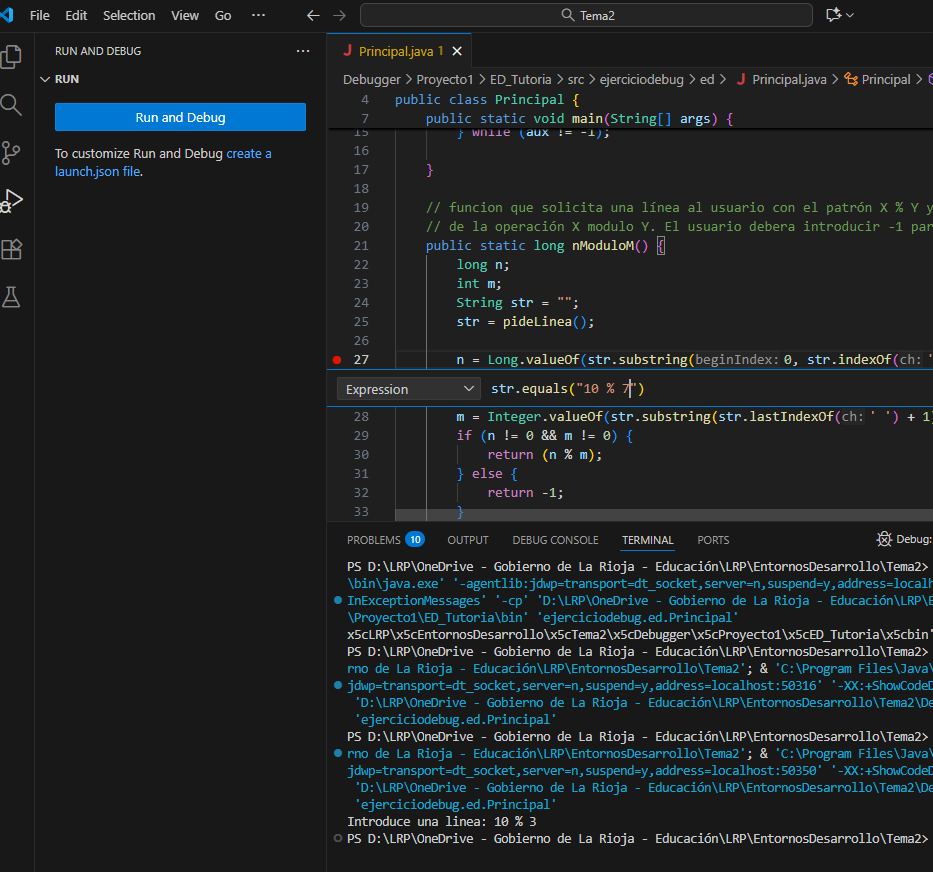 File Edit Selection View Go ··· Tema2
RUN AND DEBUG ···
RUN
Run and Debug
To customize Run and Debug create a
launch.json file.
J Principal.java 1
Debugger > Proyecto1 > ED_Tutoria > src > ejerciciodebug > ed > J Principal.java > Principal >
4 public class Principal {
7 public static void main(String[] args) {
15 } while (aux != -1);
16
17 }
18
19 // funcion que solicita una línea al usuario con el patrón X % Y y
20 // de la operación X modulo Y. El usuario debera introducir -1 par
21 public static long nModuloM() {
22 long n;
23 int m;
24 String str = "";
25 str = pideLinea();
26
27 n = Long.valueOf(str.substring(beginIndex: 0, str.indexOf(ch: '
Expression str.equals("10 % 7")
28 m = Integer.valueOf(str.substring(str.lastIndexOf(ch: ' ') + 1)
29 if (n != 0 && m != 0) {
30 return (n % m);
31 } else {
32 return -1;
33 }
PROBLEMS 10 OUTPUT DEBUG CONSOLE TERMINAL PORTS Debug:
PS D:\LRP\OneDrive - Gobierno de La Rioja - Educación\LRP\EntornosDesarrollo\Tema2>
\bin\java.exe' '-agentlib:jdwp=transport=dt_socket,server=n,suspend=y,address=localh
InExceptionMessages' '-cp' 'D:\LRP\OneDrive - Gobierno de La Rioja - Educación\LRP\E
\Proyecto1\ED_Tutoria\bin' 'ejerciciodebug.ed.Principal'
x5cLRP\x5cEntornosDesarrollo\x5cTema2\x5cDebugger\x5cProyecto1\x5cED_Tutoria\x5cbin'
PS D:\LRP\OneDrive - Gobierno de La Rioja - Educación\LRP\EntornosDesarrollo\Tema2>
rno de La Rioja - Educación\LRP\EntornosDesarrollo\Tema2'; & 'C:\Program Files\Java\
jdwp=transport=dt_socket,server=n,suspend=y,address=localhost:50316' '-XX:+ShowCodeD
'D:\LRP\OneDrive - Gobierno de La Rioja - Educación\LRP\EntornosDesarrollo\Tema2\De
'ejerciciodebug.ed.Principal'
PS D:\LRP\OneDrive - Gobierno de La Rioja - Educación\LRP\EntornosDesarrollo\Tema2>
rno de La Rioja - Educación\LRP\EntornosDesarrollo\Tema2'; & 'C:\Program Files\Java\
jdwp=transport=dt_socket,server=n,suspend=y,address=localhost:50350' '-XX:+ShowCodeD
'D:\LRP\OneDrive - Gobierno de La Rioja - Educación\LRP\EntornosDesarrollo\Tema2\De
'ejerciciodebug.ed.Principal'
Introduce una linea: 10 % 3
PS D:\LRP\OneDrive - Gobierno de La Rioja - Educación\LRP\EntornosDesarrollo\Tema2>